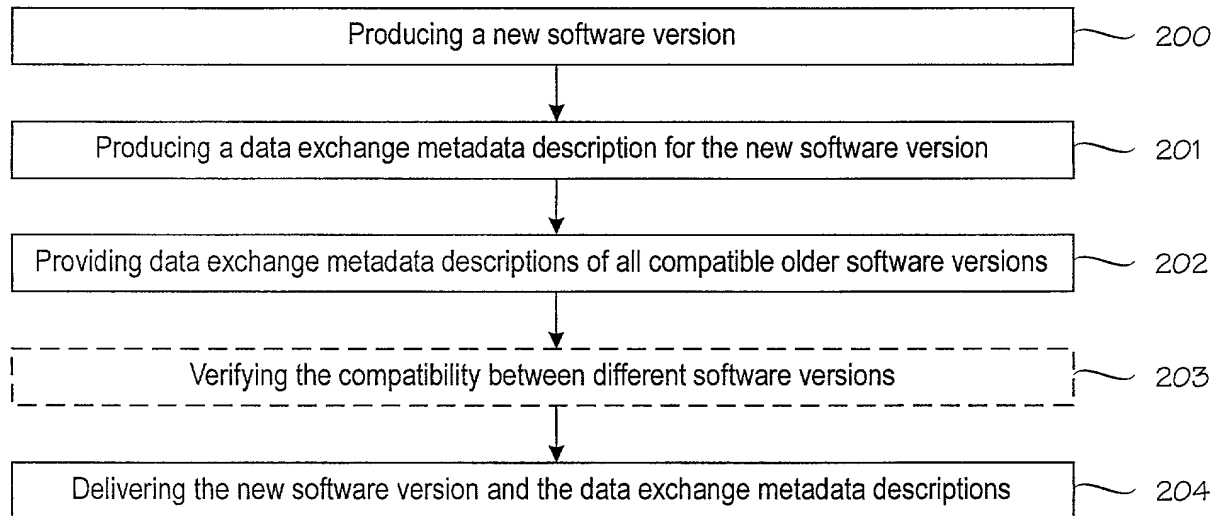 Producing a new software version 200
Producing a data exchange metadata description for the new software version 201
Providing data exchange metadata descriptions of all compatible older software versions 202
Verifying the compatibility between different software versions 203
Delivering the new software version and the data exchange metadata descriptions 204